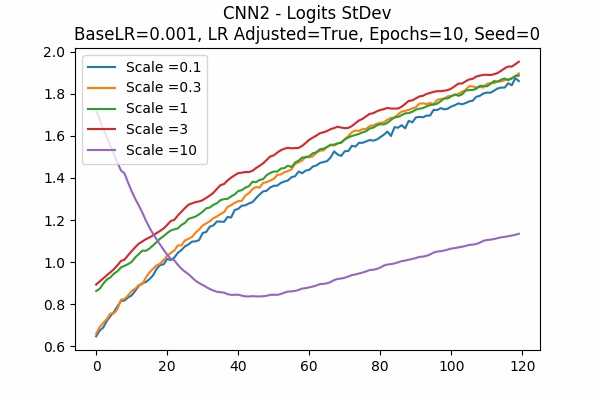 CNN2 - Logits StDev
BaseLR=0.001, LR Adjusted=True, Epochs=10, Seed=0
2.0
1.8
1.6
1.4
1.2
1.0
0.8
0.6
Scale =0.1
Scale =0.3
Scale =1
Scale =3
Scale =10
0 20 40 60 80 100 120